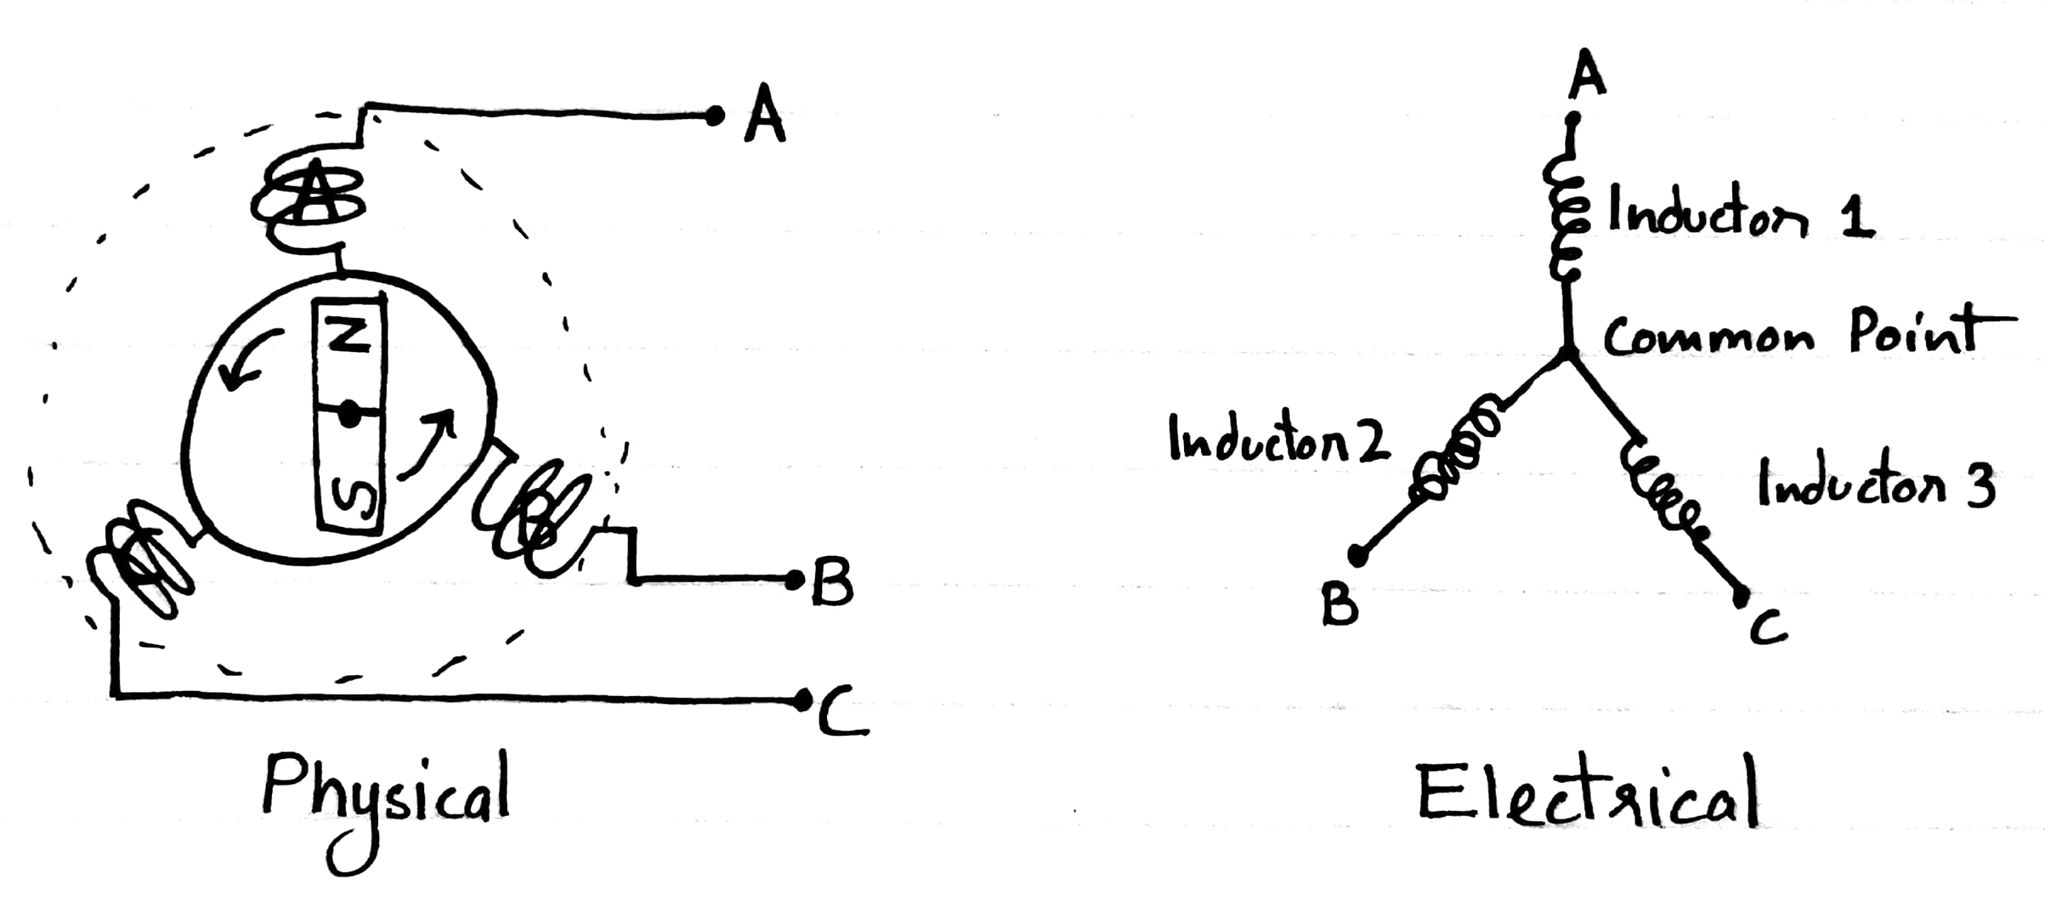 A
A
N
S
B
B
C
Physical
A
Inductor 1
Common Point
Inductor 2
Inductor 3
B
C
Electrical